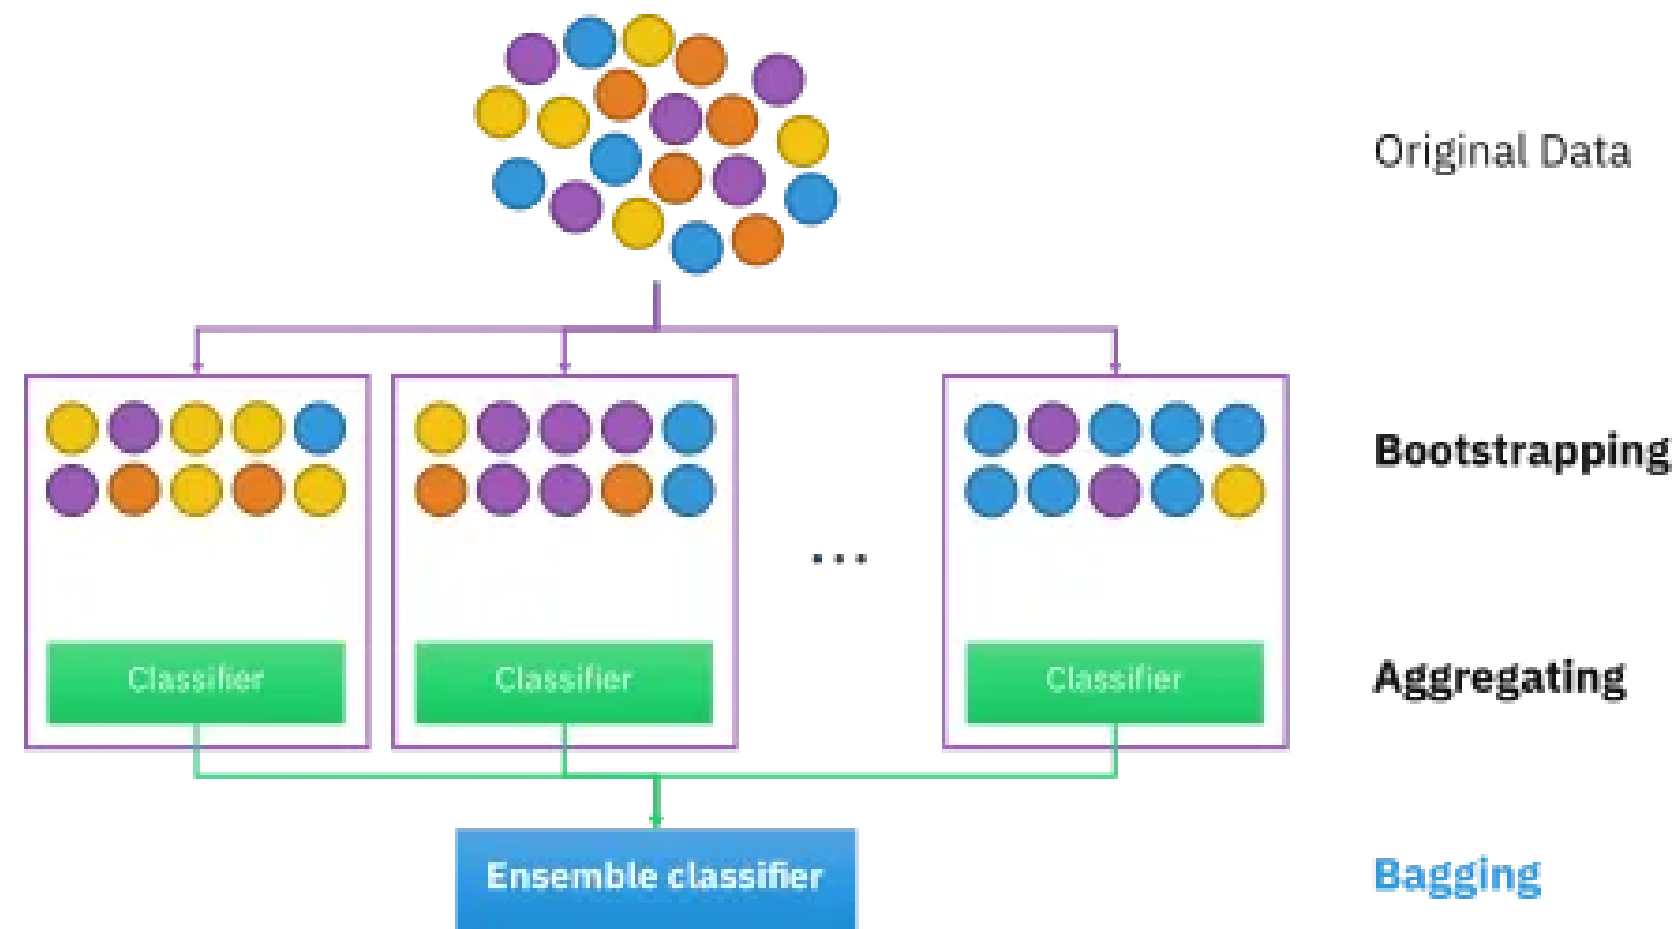 Original Data
Bootstrapping
...
Classifier
Classifier
Classifier
Aggregating
Ensemble classifier
Bagging